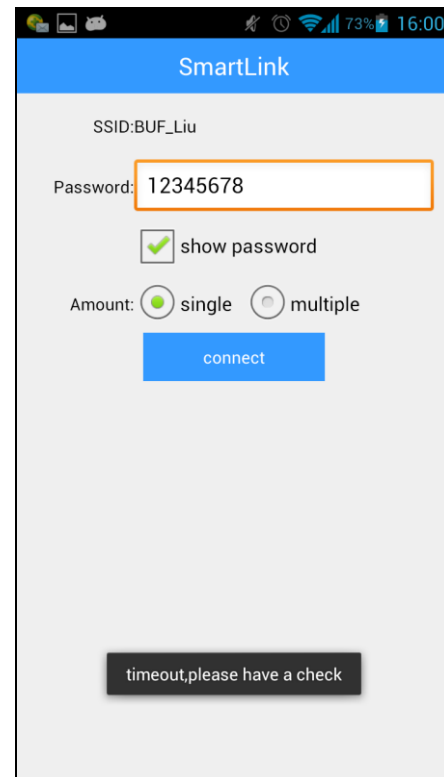 73% 16:00
SmartLink
SSID:BUF_Liu
Password: 12345678
show password
Amount: single multiple
connect
timeout,please have a check